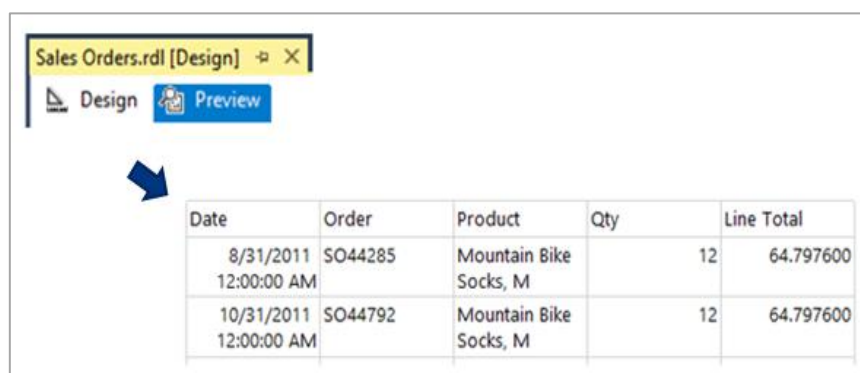 Sales Orders.rdl [Design]
Design Preview
Date Order Product Qty Line Total
8/31/2011 SO44285 Mountain Bike 12 64.797600
12:00:00 AM Socks, M
10/31/2011 SO44792 Mountain Bike 12 64.797600
12:00:00 AM Socks, M